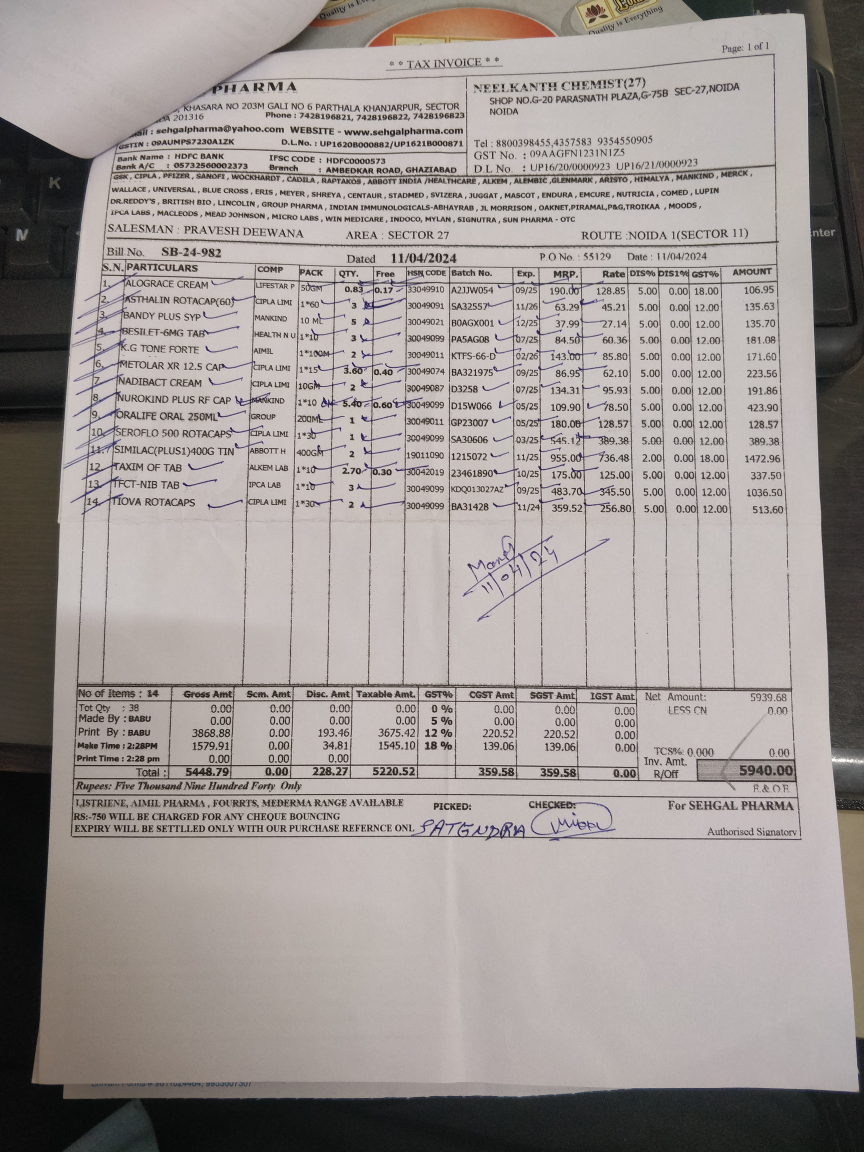 Quality is Everything
Page: 1 of 1
* * TAX INVOICE * *
PHARMA
KHASARA NO 203M GALI NO 6 PARTHALA KHANJARPUR, SECTOR
201316 Phone : 7428196821, 7428196822, 7428196823
: sehgalpharma@yahoo.com WEBSITE - www.sehgalpharma.com
GSTIN : 09AUMPS7230A1ZK D.L.No. : UP1620B000882/UP1621B000871
Bank Name : HDFC BANK IFSC CODE : HDFC0000573
Bank A/C : 05732560002373 Branch : AMBEDKAR ROAD, GHAZIABAD
NEELKANTH CHEMIST(27)
SHOP NO.G-20 PARASNATH PLAZA,G-75B SEC-27,NOIDA
NOIDA
Tel : 8800398455,4357583 9354550905
GST No. : 09AAGFN1231N1Z5
D.L No. : UP16/20/0000923 UP16/21/0000923
GSK, CIPLA , PFIZER , SANOFI , WOCKHARDT , CADILA , RAPTAKOS , ABBOTT INDIA /HEALTHCARE , ALKEM , ALEMBIC ,GLENMARK , ARISTO , HIMALYA , MANKIND , MERCK ,
WALLACE , UNIVERSAL , BLUE CROSS , ERIS , MEYER , SHREYA , CENTAUR , STADMED , SVIZERA , JUGGAT , MASCOT , ENDURA , EMCURE , NUTRICIA , COMED , LUPIN
DR.REDDY'S , BRITISH BIO , LINCOLIN , GROUP PHARMA , INDIAN IMMUNOLOGICALS-ABHAYRAB , JL MORRISON , OAKNET,PIRAMAL,P&G,TROIKAA , MOODS ,
IPCA LABS , MACLEODS , MEAD JOHNSON , MICRO LABS , WIN MEDICARE , INDOCO, MYLAN , SIGNUTRA , SUN PHARMA - OTC
SALESMAN : PRAVESH DEEWANA AREA : SECTOR 27 ROUTE :NOIDA 1(SECTOR 11)
Bill No. SB-24-982 Dated 11/04/2024 P O No. : 55129 Date : 11/04/2024
S.N. PARTICULARS COMP PACK QTY. Free HSN CODE Batch No. Exp. MRP. Rate DIS% DIS1% GST% AMOUNT
1. ALOGRACE CREAM LIFESTAR P 50GM 0.83 0.17 33049910 A2JJW054 09/25 190.00 128.85 5.00 0.00 18.00 106.95
2. ASTHALIN ROTACAP(60) CIPLA LIMI 1*60 3 30049091 SA32557 11/26 63.29 45.21 5.00 0.00 12.00 135.63
3. BANDY PLUS SYP MANKIND 10 ML 5 30049021 B0AGX001 12/25 37.99 27.14 5.00 0.00 12.00 135.70
4. BESILET-6MG TAB HEALTH N U 1*10 3 30049099 PA5AG08 07/25 84.50 60.36 5.00 0.00 12.00 181.08
5. K.G TONE FORTE AIMIL 1*100M 2 30049011 KTFS-66-D 02/26 143.00 85.80 5.00 0.00 12.00 171.60
6. METOLAR XR 12.5 CAP CIPLA LIMI 1*15 3.60 0.40 30049074 BA321975 09/25 86.95 62.10 5.00 0.00 12.00 223.56
7. NADIBACT CREAM CIPLA LIMI 10GM 2 30049087 D3258 07/25 134.31 95.93 5.00 0.00 12.00 191.86
8. NUROKIND PLUS RF CAP MANKIND 1*10 5.40 0.60 30049099 D15W066 05/25 109.90 78.50 5.00 0.00 12.00 423.90
9. ORALIFE ORAL 250ML GROUP 200ML 1 30049011 GP23007 05/25 180.00 128.57 5.00 0.00 12.00 128.57
10. SEROFLO 500 ROTACAPS CIPLA LIMI 1*30 1 30049099 SA30606 03/25 545.12 389.38 5.00 0.00 12.00 389.38
11. SIMILAC(PLUS1)400G TIN ABBOTT H 400GM 2 19011090 1215072 11/25 955.00 736.48 2.00 0.00 18.00 1472.96
12. TAXIM OF TAB ALKEM LAB 1*10 2.70 0.30 30042019 23461890 10/25 175.00 125.00 5.00 0.00 12.00 337.50
13. TFCT-NIB TAB IPCA LAB 1*10 3 30049099 KDQ013027AZ 09/25 483.70 345.50 5.00 0.00 12.00 1036.50
14. TIOVA ROTACAPS CIPLA LIMI 1*30 2 30049099 BA31428 11/24 359.52 256.80 5.00 0.00 12.00 513.60
11/04/24
No of Items : 14 Gross Amt Scm. Amt Disc. Amt Taxable Amt. GST% CGST Amt SGST Amt IGST Amt Net Amount: 5939.68
Tot Qty : 38 0.00 0.00 0.00 0.00 0 % 0.00 0.00 0.00 LESS CN 0.00
Made By : BABU 0.00 0.00 0.00 0.00 5 % 0.00 0.00 0.00
Print By : BABU 3868.88 0.00 193.46 3675.42 12 % 220.52 220.52 0.00
Make Time : 2:28PM 1579.91 0.00 34.81 1545.10 18 % 139.06 139.06 0.00 TCS%: 0.000 0.00
Print Time : 2:28 pm 0.00 0.00 0.00 0.00 Inv. Amt.
Total : 5448.79 0.00 228.27 5220.52 359.58 359.58 0.00 R/Off 5940.00
Rupees: Five Thousand Nine Hundred Forty Only E.& O.E
LISTRIENE, AIMIL PHARMA , FOURRTS, MEDERMA RANGE AVAILABLE PICKED: CHECKED: For SEHGAL PHARMA
RS:-750 WILL BE CHARGED FOR ANY CHEQUE BOUNCING
EXPIRY WILL BE SETTLLED ONLY WITH OUR PURCHASE REFERNCE ONL SATENDRA Authorised Signatory